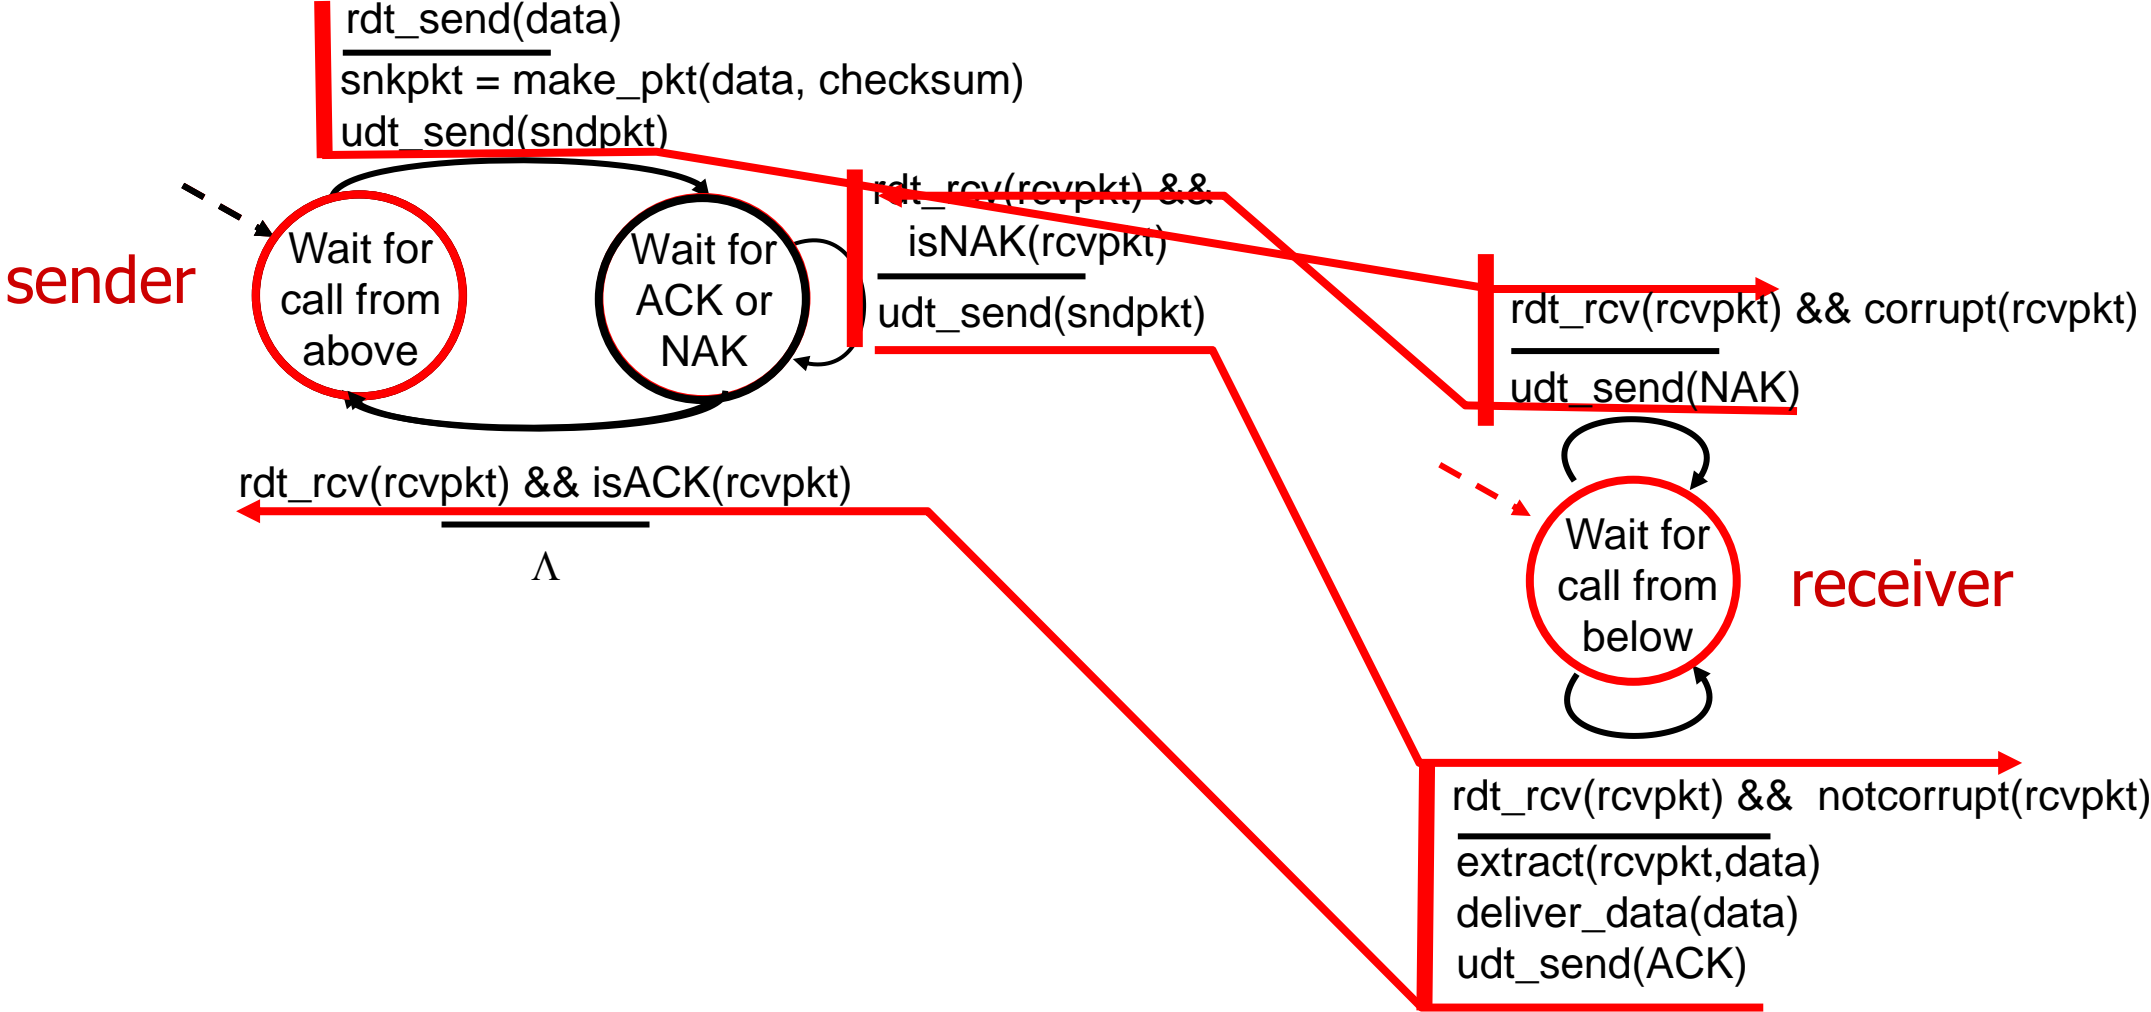 rdt_send(data)
snkpkt = make_pkt(data, checksum)
udt_send(sndpkt)
sender
Wait for
call from
above
Wait for
ACK or
NAK
rdt_rcv(rcvpkt) &&
isNAK(rcvpkt)
udt_send(sndpkt)
rdt_rcv(rcvpkt) && isACK(rcvpkt)
Λ
rdt_rcv(rcvpkt) && corrupt(rcvpkt)
udt_send(NAK)
Wait for
call from
below
receiver
rdt_rcv(rcvpkt) && notcorrupt(rcvpkt)
extract(rcvpkt,data)
deliver_data(data)
udt_send(ACK)